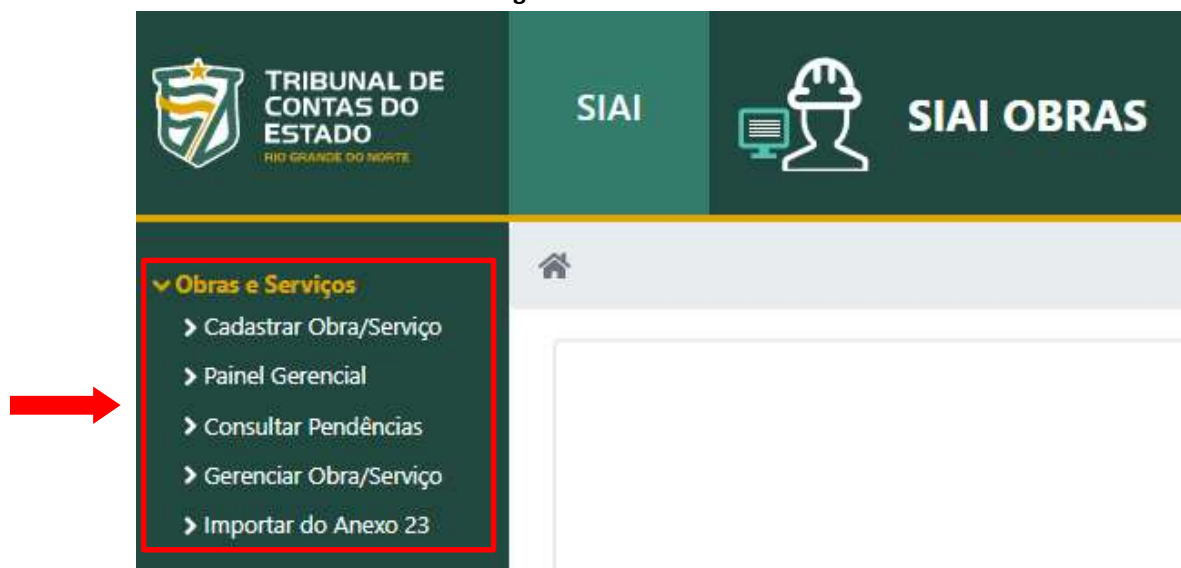 TRIBUNAL DE
CONTAS DO
ESTADO
RIO GRANDE DO NORTE
SIAI
SIAI OBRAS
Obras e Serviços
Cadastrar Obra/Serviço
Painel Gerencial
Consultar Pendências
Gerenciar Obra/Serviço
Importar do Anexo 23